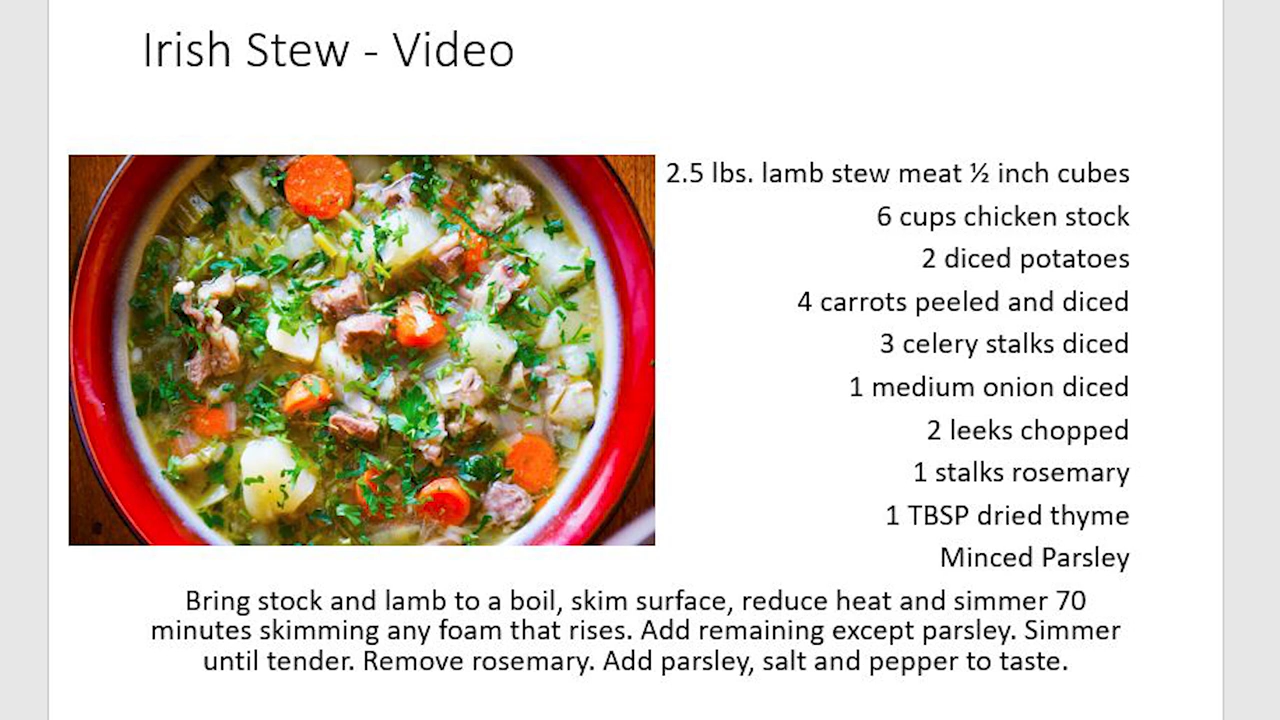 Irish Stew - Video
2.5 lbs. lamb stew meat ½ inch cubes
6 cups chicken stock
2 diced potatoes
4 carrots peeled and diced
3 celery stalks diced
1 medium onion diced
2 leeks chopped
1 stalks rosemary
1 TBSP dried thyme
Minced Parsley
Bring stock and lamb to a boil, skim surface, reduce heat and simmer 70
minutes skimming any foam that rises. Add remaining except parsley. Simmer
until tender. Remove rosemary. Add parsley, salt and pepper to taste.